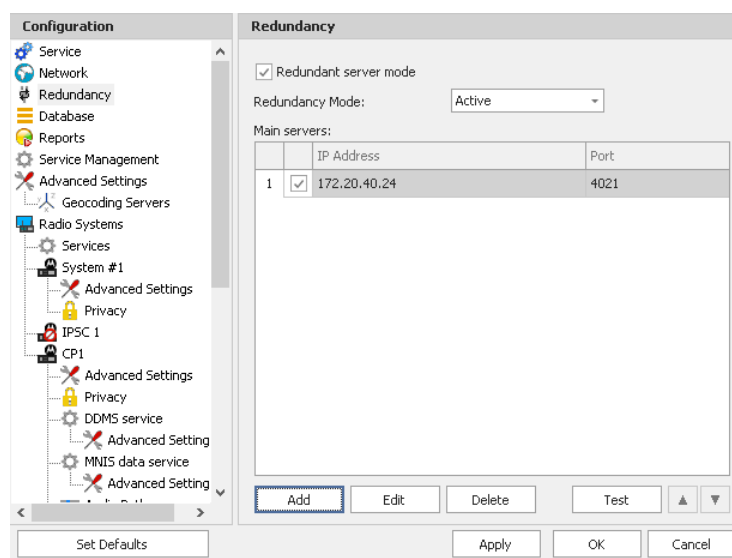 Configuration
Service
Network
Redundancy
Database
Reports
Service Management
Advanced Settings
Geocoding Servers
Radio Systems
Services
System #1
Advanced Settings
Privacy
IPSC 1
CP1
Advanced Settings
Privacy
DDMS service
Advanced Setting
MNIS data service
Advanced Setting
Set Defaults
Redundancy
Redundant server mode
Redundancy Mode: Active
Main servers:
IP Address Port
1 172.20.40.24 4021
Add Edit Delete Test
Apply OK Cancel